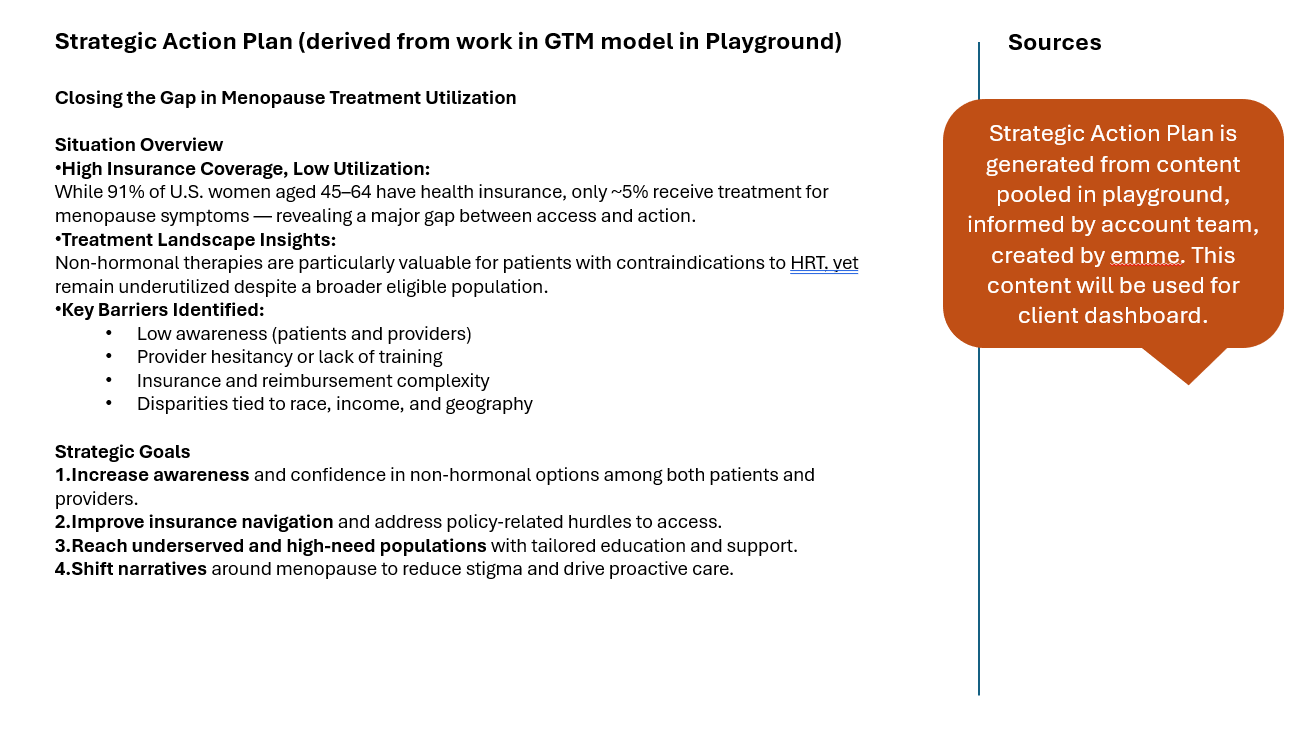 Strategic Action Plan (derived from work in GTM model in Playground)
Closing the Gap in Menopause Treatment Utilization
Situation Overview
•High Insurance Coverage, Low Utilization:
While 91% of U.S. women aged 45–64 have health insurance, only ~5% receive treatment for
menopause symptoms — revealing a major gap between access and action.
•Treatment Landscape Insights:
Non-hormonal therapies are particularly valuable for patients with contraindications to HRT, yet
remain underutilized despite a broader eligible population.
•Key Barriers Identified:
• Low awareness (patients and providers)
• Provider hesitancy or lack of training
• Insurance and reimbursement complexity
• Disparities tied to race, income, and geography
Strategic Goals
1.Increase awareness and confidence in non-hormonal options among both patients and
providers.
2.Improve insurance navigation and address policy-related hurdles to access.
3.Reach underserved and high-need populations with tailored education and support.
4.Shift narratives around menopause to reduce stigma and drive proactive care.
Sources
Strategic Action Plan is
generated from content
pooled in playground,
informed by account team,
created by emme. This
content will be used for
client dashboard.